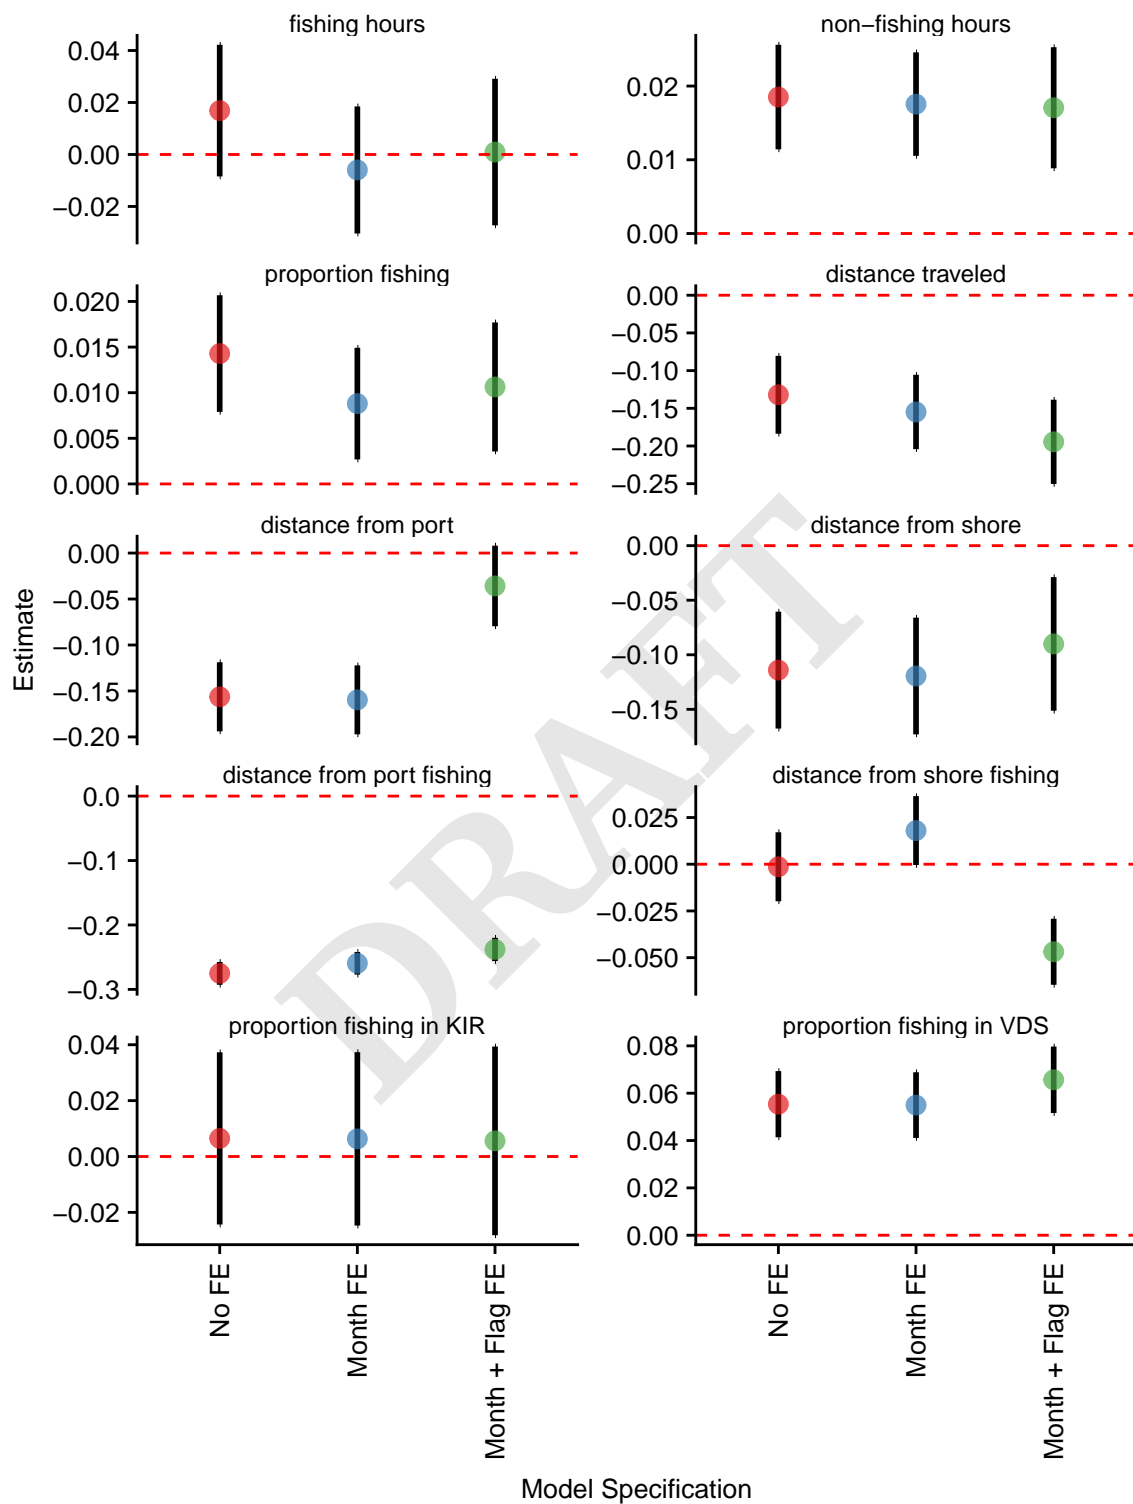 fishing hours
0.04
0.02
0.00
−0.02
non−fishing hours
0.02
0.01
0.00
proportion fishing
0.020
0.015
0.010
0.005
0.000
distance traveled
0.00
−0.05
−0.10
−0.15
−0.20
−0.25
distance from port
0.00
−0.05
−0.10
−0.15
−0.20
distance from shore
0.00
−0.05
−0.10
−0.15
distance from port fishing
0.0
−0.1
−0.2
−0.3
distance from shore fishing
0.025
0.000
−0.025
−0.050
proportion fishing in KIR
0.04
0.02
0.00
−0.02
proportion fishing in VDS
0.08
0.06
0.04
0.02
0.00
Estimate
DRAFT
No FE
Month FE
Month + Flag FE
No FE
Month FE
Month + Flag FE
Model Specification